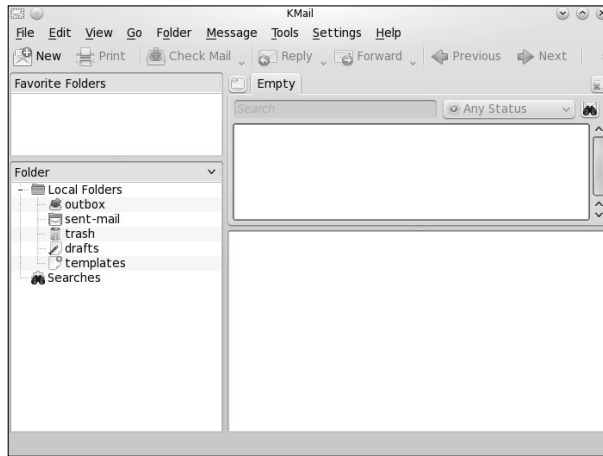 KMail
File Edit View Go Folder Message Tools Settings Help
New Print Check Mail Reply Forward Previous Next
Favorite Folders
Empty
Search Any Status
Folder
Local Folders
outbox
sent-mail
trash
drafts
templates
Searches